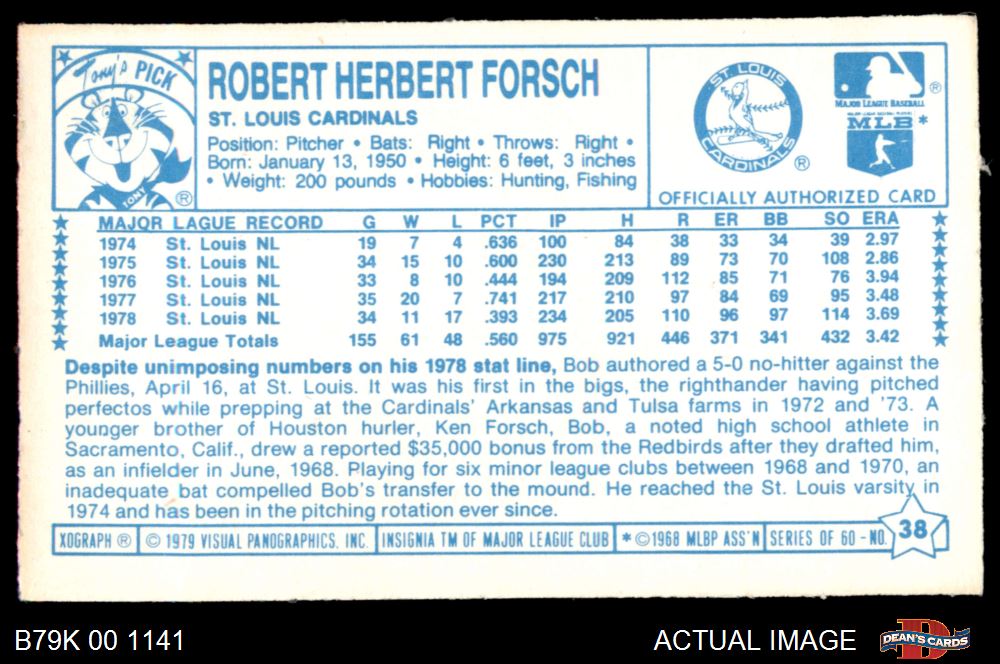 Tony's PICK
TONY
®
ROBERT HERBERT FORSCH
ST. LOUIS CARDINALS
Position: Pitcher • Bats: Right • Throws: Right •
Born: January 13, 1950 • Height: 6 feet, 3 inches
• Weight: 200 pounds • Hobbies: Hunting, Fishing
ST. LOUIS
CARDINALS
®
®
MAJOR LEAGUE BASEBALL
MLB *
OFFICIALLY AUTHORIZED CARD
MAJOR LAGUE RECORD G W L PCT IP H R ER BB SO ERA
1974 St. Louis NL 19 7 4 .636 100 84 38 33 34 39 2.97
1975 St. Louis NL 34 15 10 .600 230 213 89 73 70 108 2.86
1976 St. Louis NL 33 8 10 .444 194 209 112 85 71 76 3.94
1977 St. Louis NL 35 20 7 .741 217 210 97 84 69 95 3.48
1978 St. Louis NL 34 11 17 .393 234 205 110 96 97 114 3.69
Major League Totals 155 61 48 .560 975 921 446 371 341 432 3.42
Despite unimposing numbers on his 1978 stat line, Bob authored a 5-0 no-hitter against the
Phillies, April 16, at St. Louis. It was his first in the bigs, the righthander having pitched
perfectos while prepping at the Cardinals' Arkansas and Tulsa farms in 1972 and '73. A
younger brother of Houston hurler, Ken Forsch, Bob, a noted high school athlete in
Sacramento, Calif., drew a reported $35,000 bonus from the Redbirds after they drafted him,
as an infielder in June, 1968. Playing for six minor league clubs between 1968 and 1970, an
inadequate bat compelled Bob's transfer to the mound. He reached the St. Louis varsity in
1974 and has been in the pitching rotation ever since.
XOGRAPH ® © 1979 VISUAL PANOGRAPHICS, INC. INSIGNIA TM OF MAJOR LEAGUE CLUB * ©1968 MLBP ASS'N SERIES OF 60 - NO. 38
B79K 00 1141
ACTUAL IMAGE
D
DEAN'S CARDS